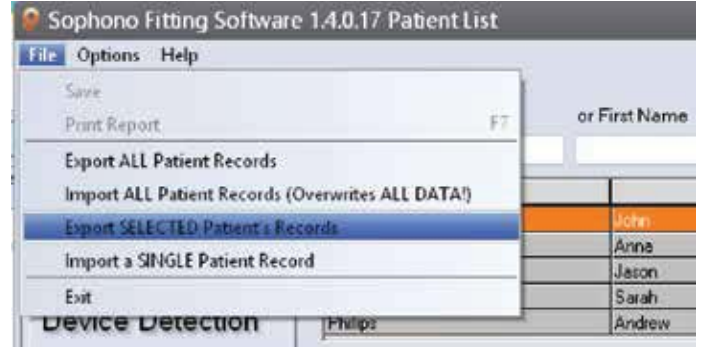 Sophono Fitting Software 1.4.0.17 Patient List
File Options Help
Save
Print Report F7
or First Name
Export ALL Patient Records
Import ALL Patient Records (Overwrites ALL DATA!)
Export SELECTED Patient's Records
John
Anna
Import a SINGLE Patient Record
Jason
Exit
Sarah
Device Detection
Philips
Andrew